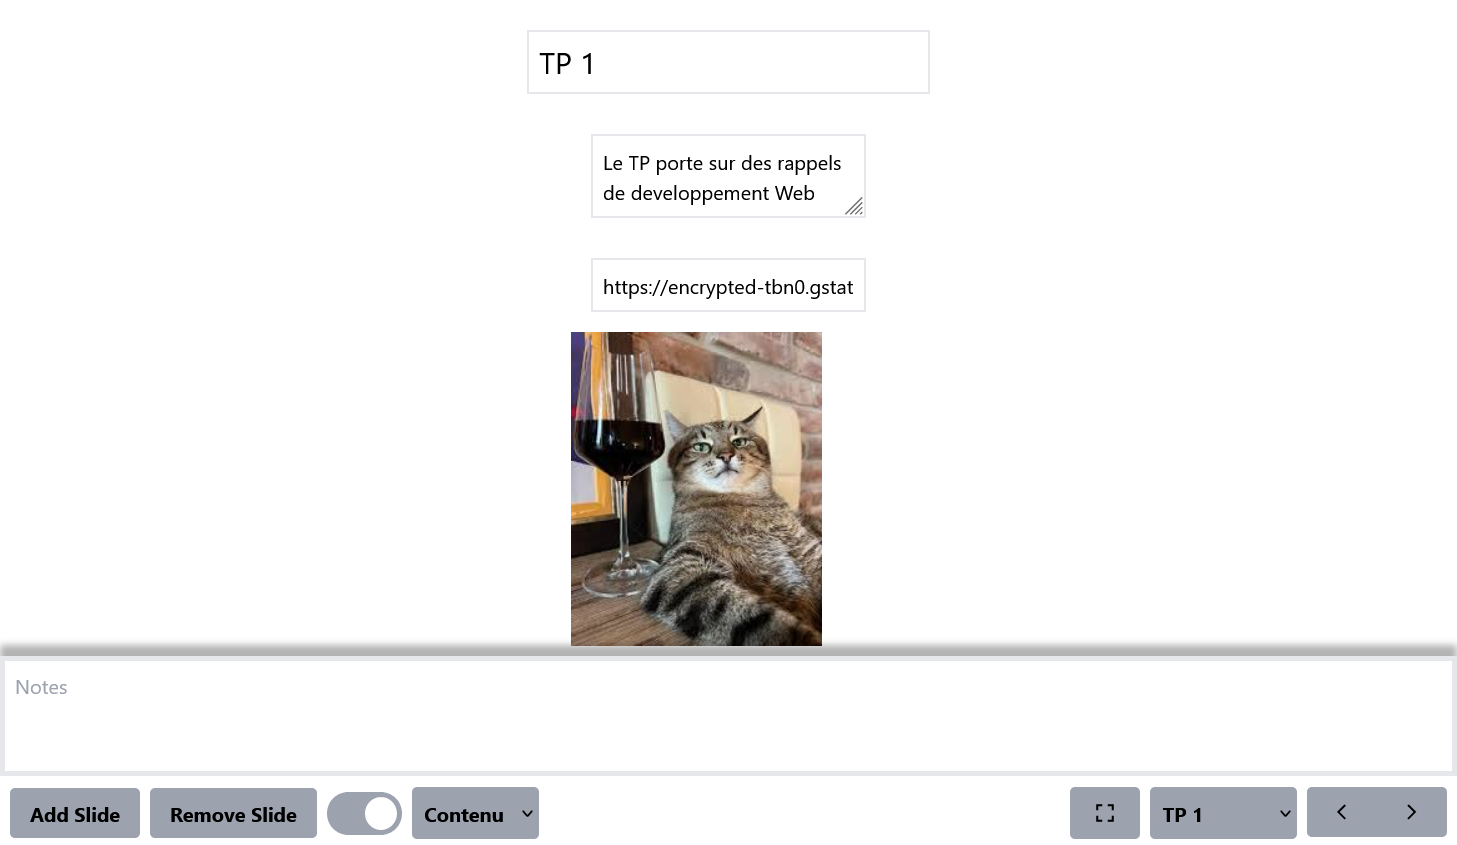 TP 1
Le TP porte sur des rappels
de developpement Web
https://encrypted-tbn0.gstat
Notes
Add Slide
Remove Slide
Contenu
TP 1